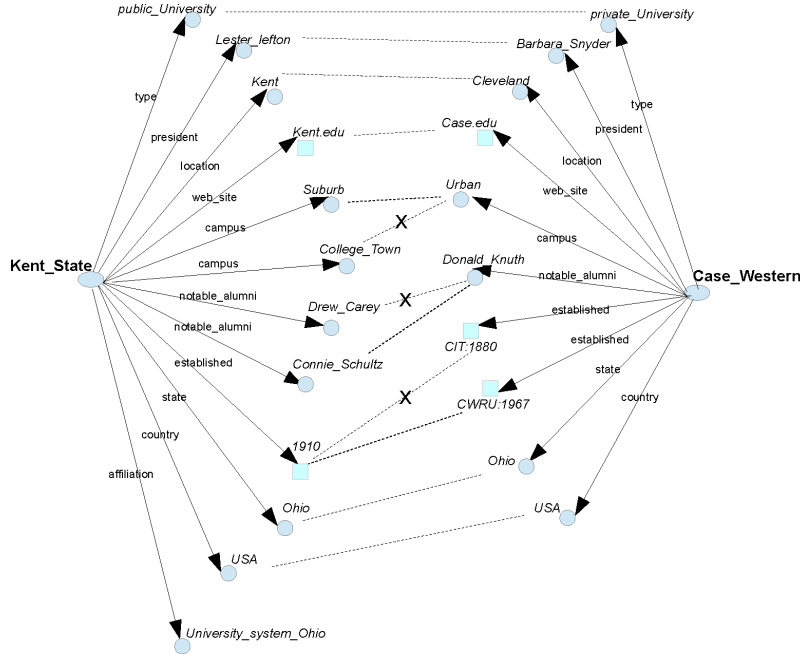 public_University
private_University
Lester_lefton
Barbara_Snyder
Kent
Cleveland
type
type
Kent.edu
Case.edu
president
president
location
location
web_site
web_site
Suburb
Urban
campus
X
campus
College_Town
Donald_Knuth
Kent_State
campus
notable_alumni
Case_Western
notable_alumni
Drew_Carey
X
established
notable_alumni
CIT:1880
established
established
Connie_Schultz
state
state
X
CWRU:1967
country
country
1910
Ohio
affiliation
Ohio
USA
USA
University_system_Ohio